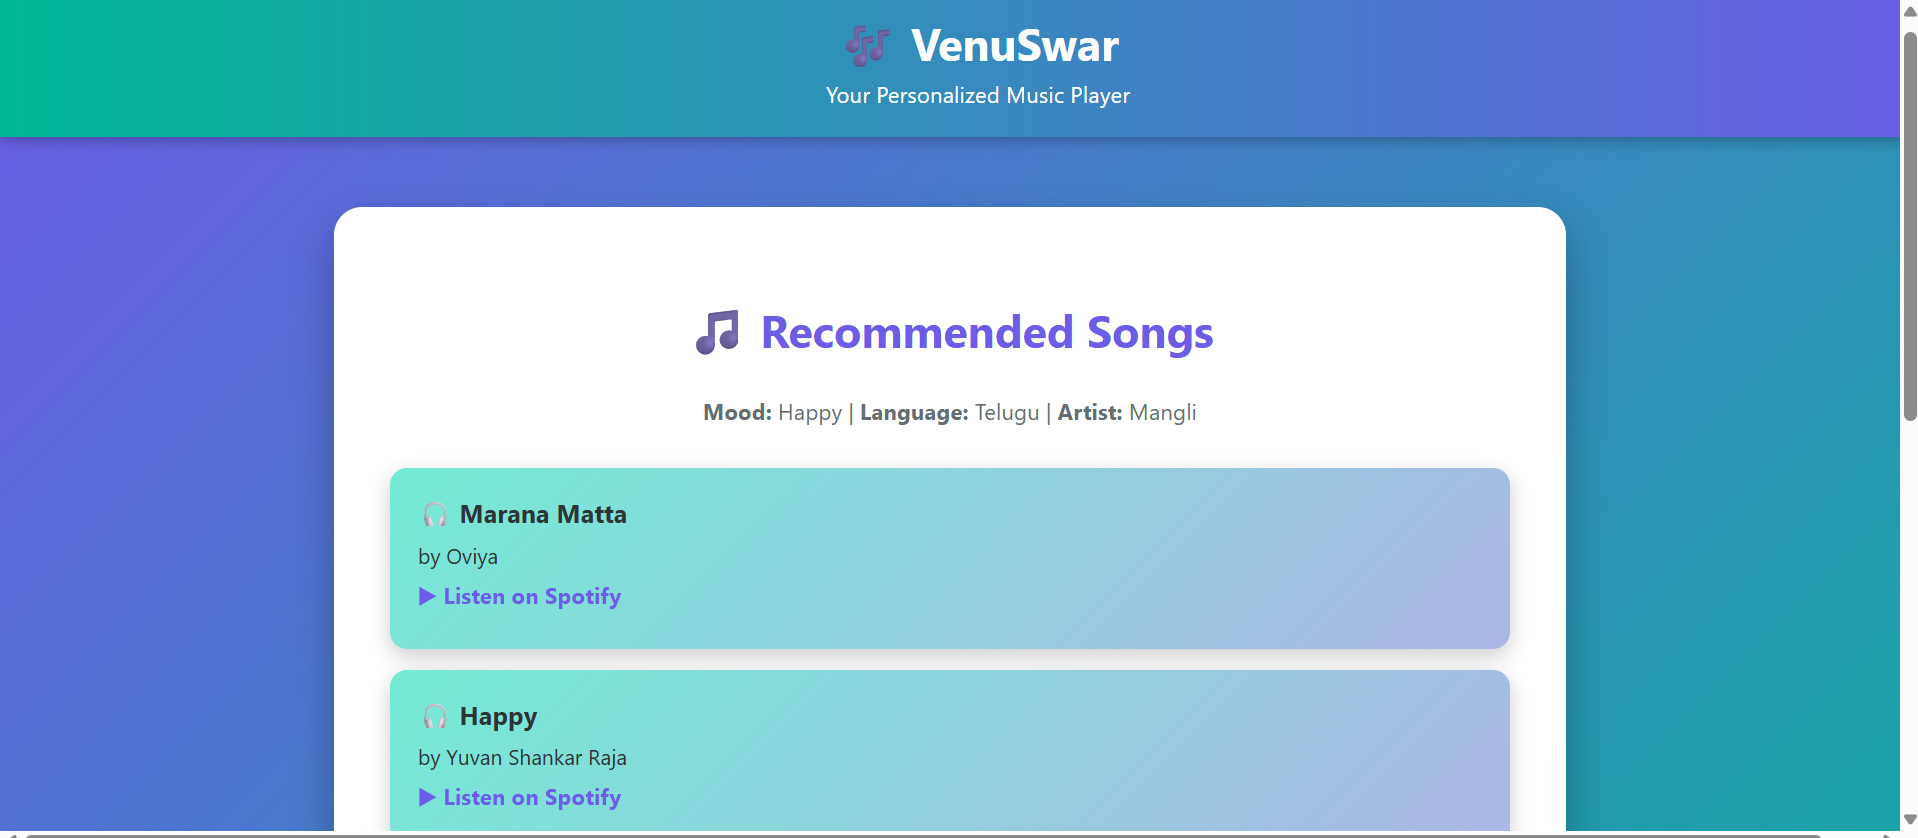 🎶 VenuSwar
Your Personalized Music Player
🎵 Recommended Songs
Mood: Happy | Language: Telugu | Artist: Mangli
🎧 Marana Matta
by Oviya
▶ Listen on Spotify
🎧 Happy
by Yuvan Shankar Raja
▶ Listen on Spotify